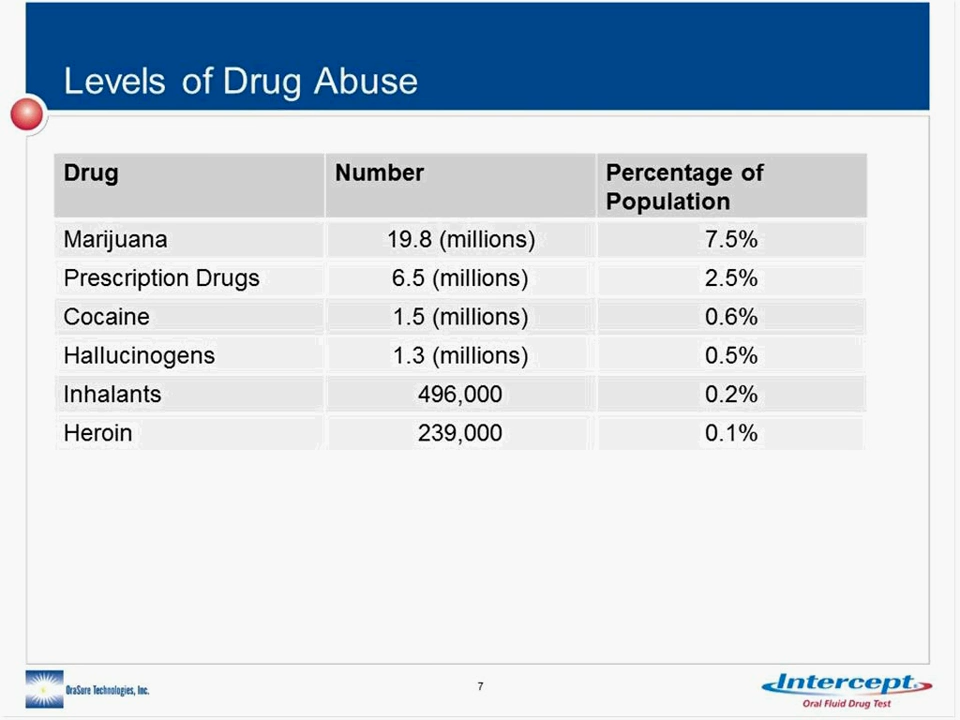 Levels of Drug Abuse
Drug Number Percentage of
Population
Marijuana 19.8 (millions) 7.5%
Prescription Drugs 6.5 (millions) 2.5%
Cocaine 1.5 (millions) 0.6%
Hallucinogens 1.3 (millions) 0.5%
Inhalants 496,000 0.2%
Heroin 239,000 0.1%
OraSure Technologies, Inc.
7
Intercept®
Oral Fluid Drug Test